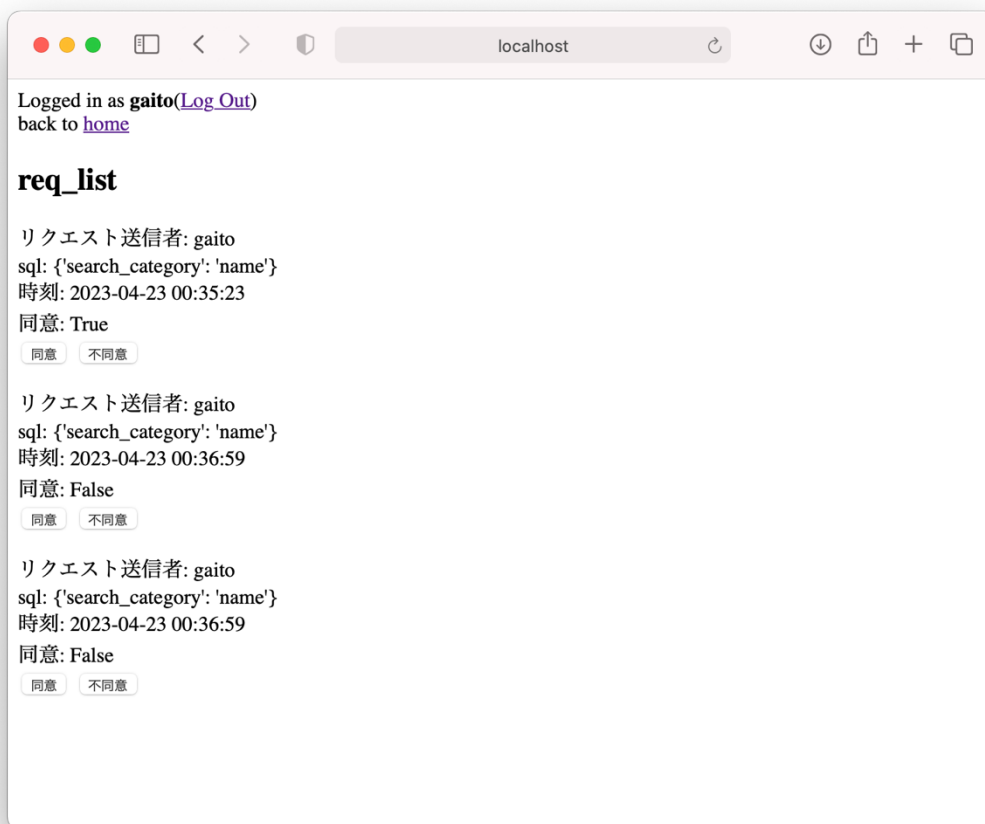 localhost
Logged in as gaito(Log Out)
back to home
req_list
リクエスト送信者: gaito
sql: {'search_category': 'name'}
時刻: 2023-04-23 00:35:23
同意: True
同意 不同意
リクエスト送信者: gaito
sql: {'search_category': 'name'}
時刻: 2023-04-23 00:36:59
同意: False
同意 不同意
リクエスト送信者: gaito
sql: {'search_category': 'name'}
時刻: 2023-04-23 00:36:59
同意: False
同意 不同意